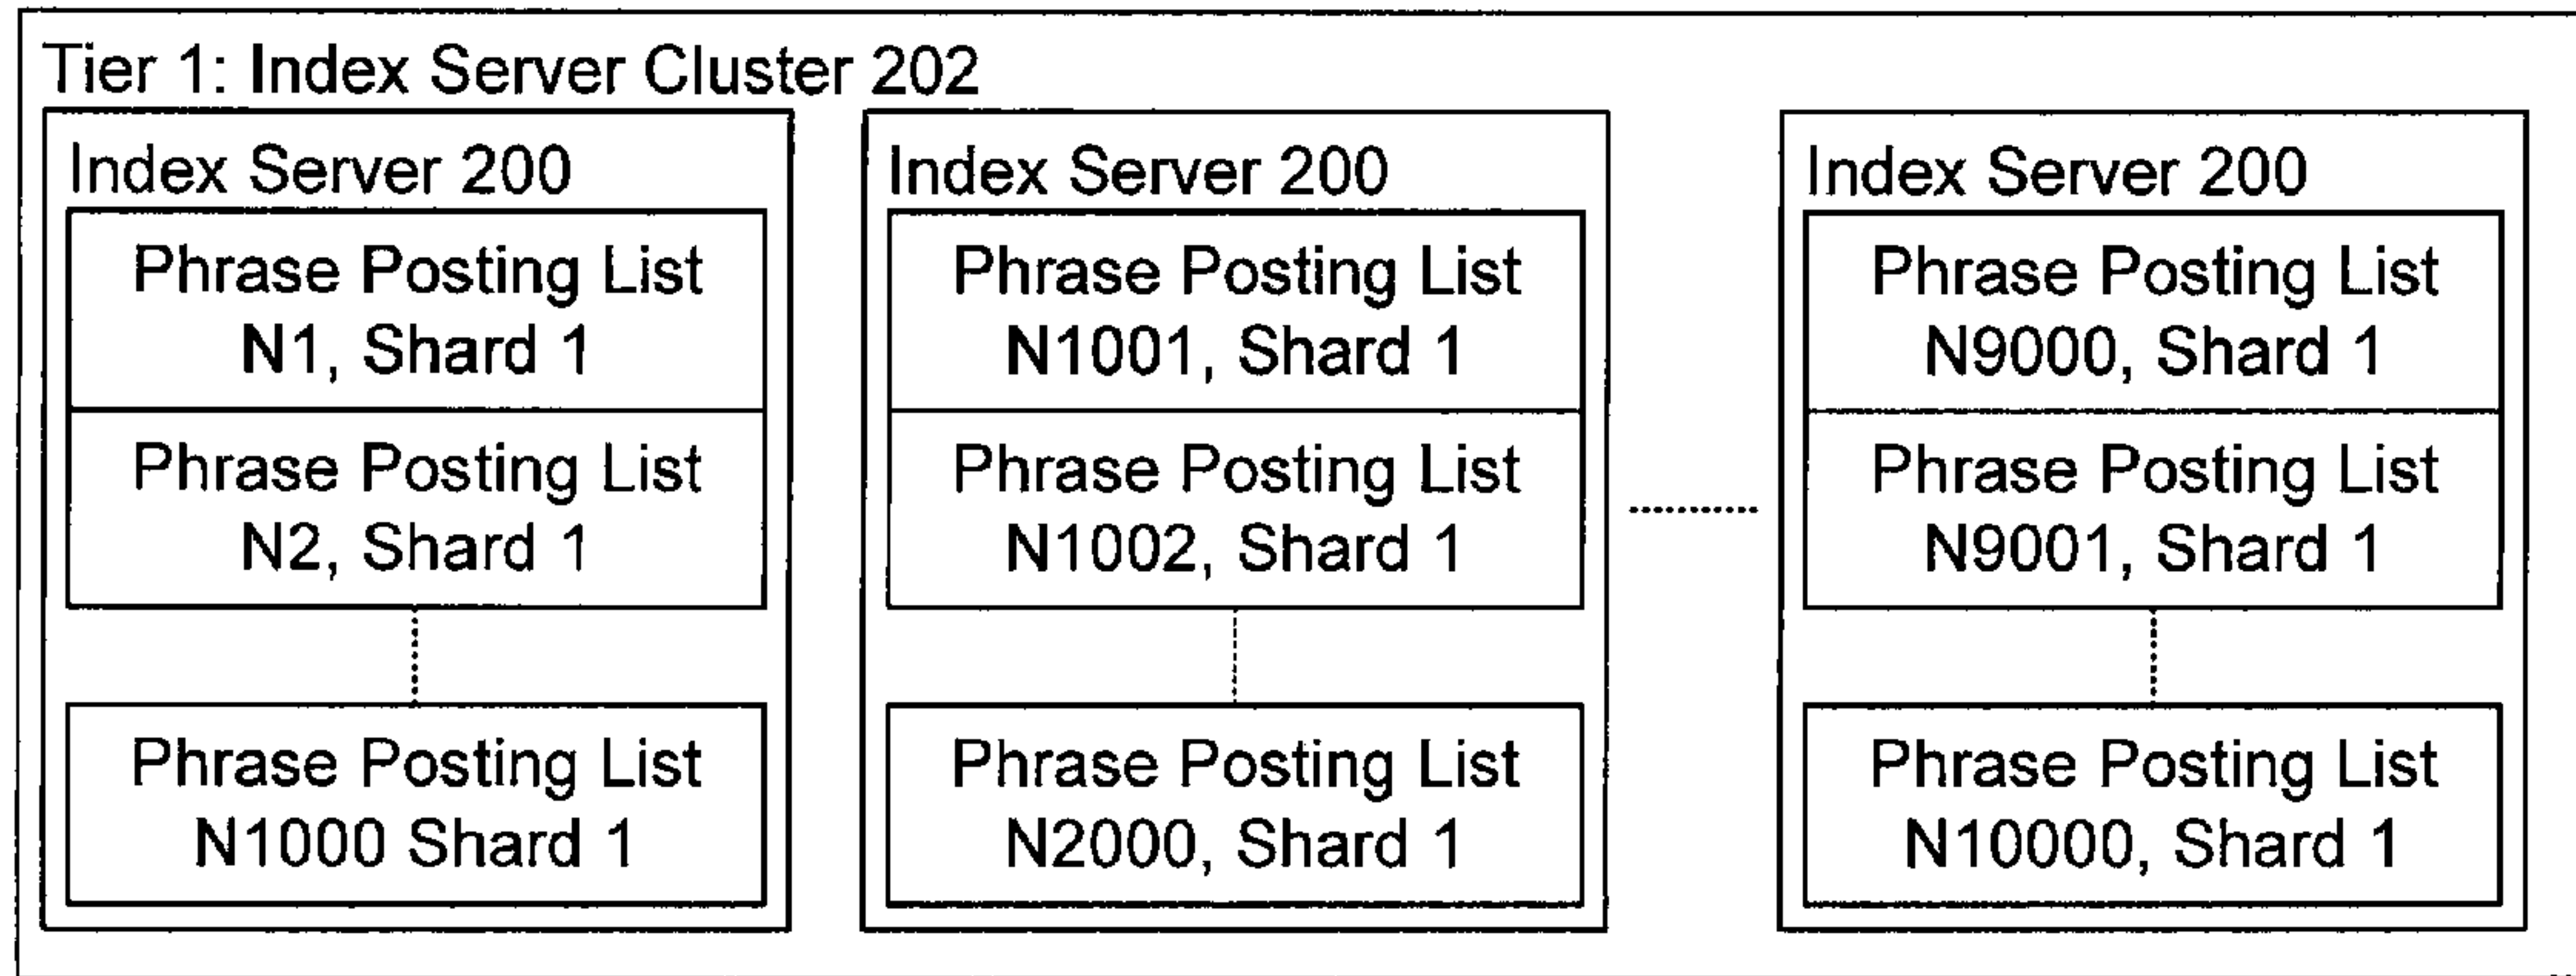 Tier 1: Index Server Cluster 202
Index Server 200
Phrase Posting List
N1, Shard 1
Phrase Posting List
N2, Shard 1
Phrase Posting List
N1000 Shard 1
Index Server 200
Phrase Posting List
N1001, Shard 1
Phrase Posting List
N1002, Shard 1
Phrase Posting List
N2000, Shard 1
Index Server 200
Phrase Posting List
N9000, Shard 1
Phrase Posting List
N9001, Shard 1
Phrase Posting List
N10000, Shard 1